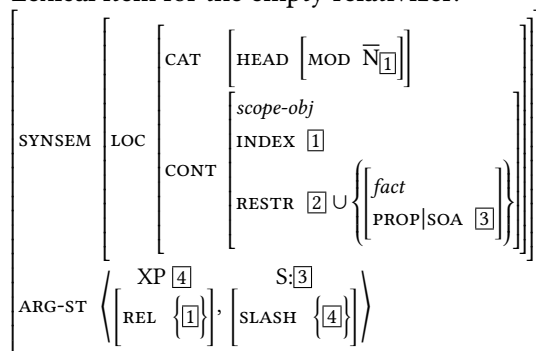 Lexical item for the empty relativizer:
CAT [HEAD [MOD N̅[1]]]
scope-obj
INDEX [1]
SYNSEM LOC CONT
RESTR [2] ∪ {[fact
PROP|SOA [3]]}
XP [4] S:[3]
ARG-ST ⟨[REL {[1]}], [SLASH {[4]}]⟩